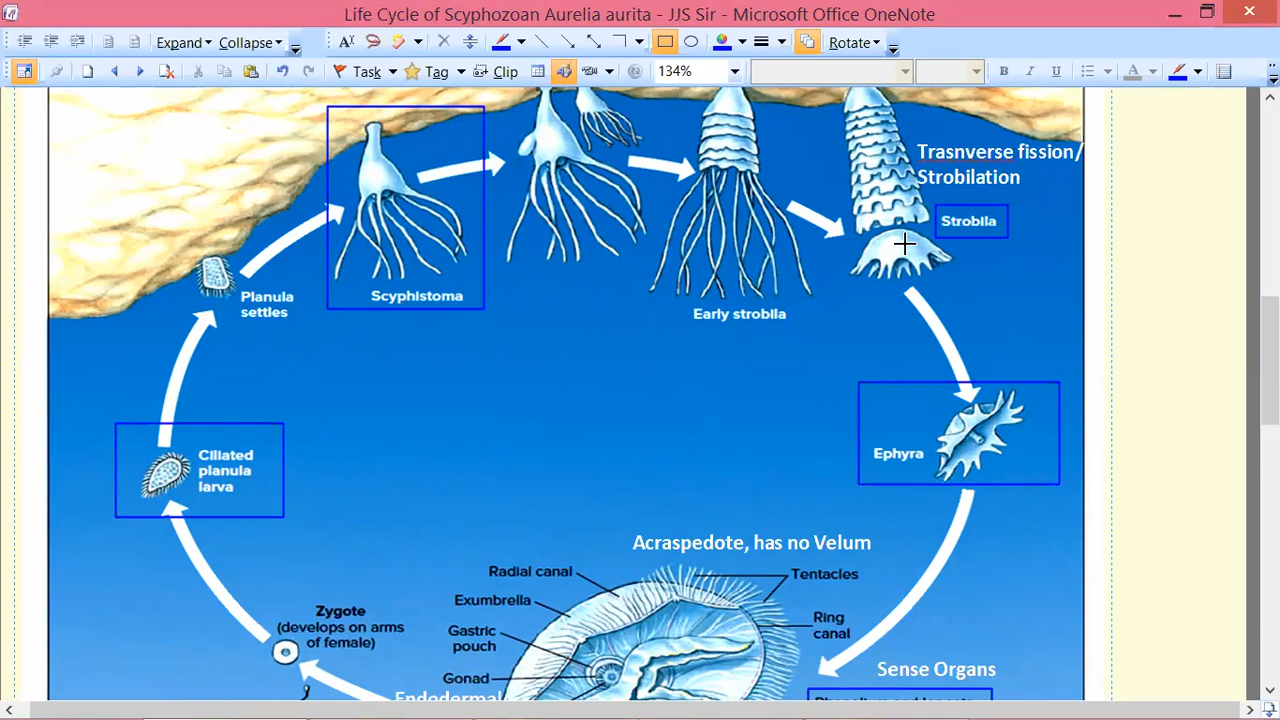 Life Cycle of Scyphozoan Aurelia aurita - JJS Sir - Microsoft Office OneNote
Expand Collapse Rotate
Task Tag Clip 134% B I U A
Trasnverse fission/
Strobilation
Strobila
Planula
settles
Scyphistoma
Early strobila
Ciliated
planula
larva
Ephyra
Acraspedote, has no Velum
Radial canal
Tentacles
Exumbrella
Zygote
(develops on arms
of female)
Ring
canal
Gastric
pouch
Sense Organs
Gonad
Endodermal